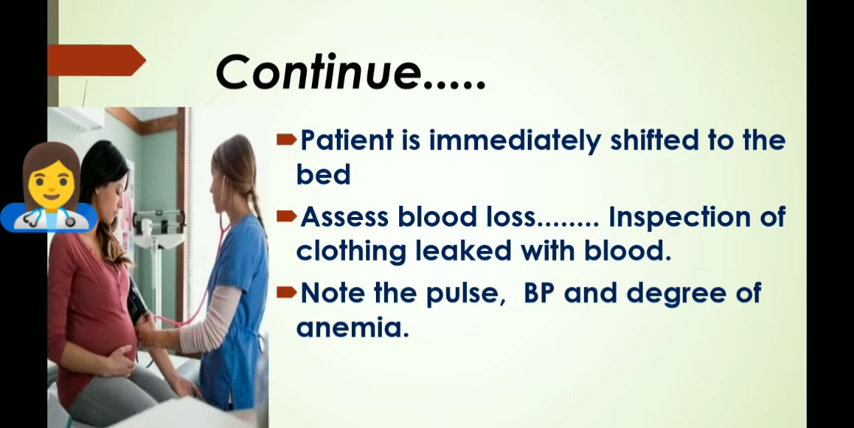 Continue.....
Patient is immediately shifted to the
bed
Assess blood loss........ Inspection of
clothing leaked with blood.
Note the pulse,  BP and degree of
anemia.